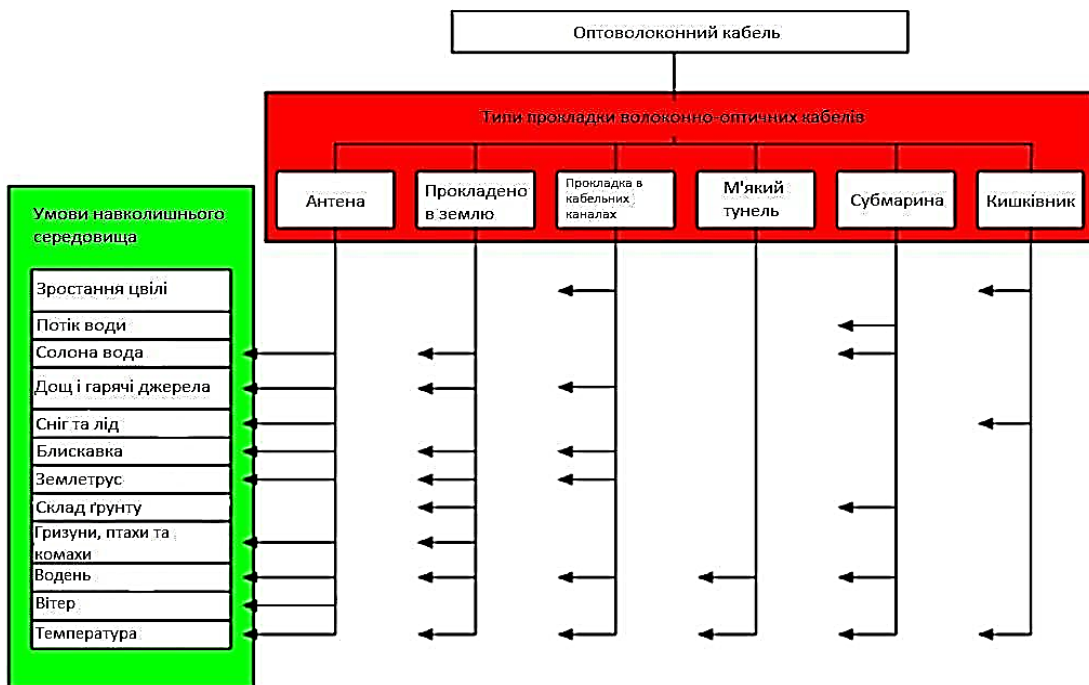 Оптоволоконний кабель
Типи прокладки волоконно-оптичних кабелів
Антена
Прокладено
в землю
Прокладка в
кабельних
каналах
М'який
тунель
Субмарина
Кишківник
Умови навколишнього
середовища
Зростання цвілі
Потік води
Солона вода
Дощ і гарячі джерела
Сніг та лід
Блискавка
Землетрус
Склад ґрунту
Гризуни, птахи та
комахи
Водень
Вітер
Температура